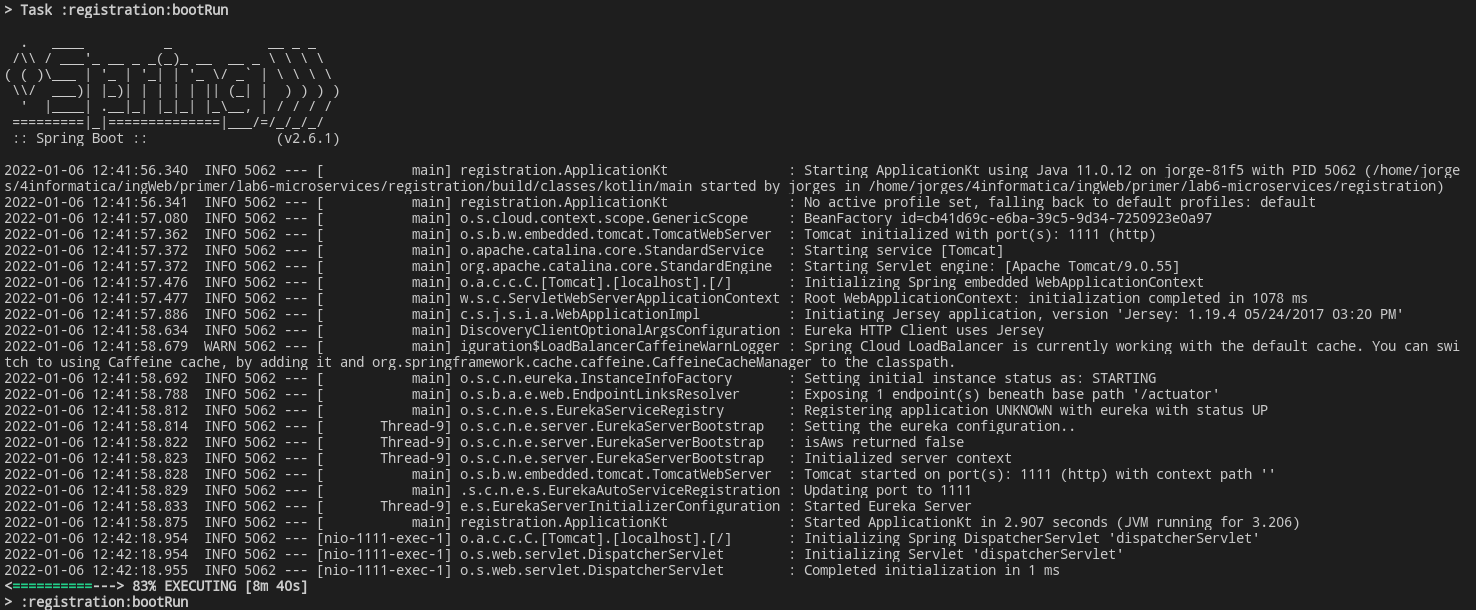 > Task :registration:bootRun
  .   ____          _            __ _ _
 /\\ / ___'_ __ _ _(_)_ __  __ _ \ \ \ \
( ( )\___ | '_ | '_| | '_ \/ _` | \ \ \ \
 \\/  ___)| |_)| | | | | || (_| |  ) ) ) )
  '  |____| .__|_| |_|_| |_\__, | / / / /
 =========|_|==============|___/=/_/_/_/
 :: Spring Boot ::                (v2.6.1)
2022-01-06 12:41:56.340  INFO 5062 --- [           main] registration.ApplicationKt               : Starting ApplicationKt using Java 11.0.12 on jorge-81f5 with PID 5062 (/home/jorge
s/4informatica/ingWeb/primer/lab6-microservices/registration/build/classes/kotlin/main started by jorges in /home/jorges/4informatica/ingWeb/primer/lab6-microservices/registration)
2022-01-06 12:41:56.341  INFO 5062 --- [           main] registration.ApplicationKt               : No active profile set, falling back to default profiles: default
2022-01-06 12:41:57.080  INFO 5062 --- [           main] o.s.cloud.context.scope.GenericScope     : BeanFactory id=cb41d69c-e6ba-39c5-9d34-7250923e0a97
2022-01-06 12:41:57.362  INFO 5062 --- [           main] o.s.b.w.embedded.tomcat.TomcatWebServer  : Tomcat initialized with port(s): 1111 (http)
2022-01-06 12:41:57.372  INFO 5062 --- [           main] o.apache.catalina.core.StandardService   : Starting service [Tomcat]
2022-01-06 12:41:57.372  INFO 5062 --- [           main] org.apache.catalina.core.StandardEngine  : Starting Servlet engine: [Apache Tomcat/9.0.55]
2022-01-06 12:41:57.476  INFO 5062 --- [           main] o.a.c.c.C.[Tomcat].[localhost].[/]       : Initializing Spring embedded WebApplicationContext
2022-01-06 12:41:57.477  INFO 5062 --- [           main] w.s.c.ServletWebServerApplicationContext : Root WebApplicationContext: initialization completed in 1078 ms
2022-01-06 12:41:57.886  INFO 5062 --- [           main] c.s.j.s.i.a.WebApplicationImpl           : Initiating Jersey application, version 'Jersey: 1.19.4 05/24/2017 03:20 PM'
2022-01-06 12:41:58.634  INFO 5062 --- [           main] DiscoveryClientOptionalArgsConfiguration : Eureka HTTP Client uses Jersey
2022-01-06 12:41:58.679  WARN 5062 --- [           main] iguration$LoadBalancerCaffeineWarnLogger : Spring Cloud LoadBalancer is currently working with the default cache. You can swi
tch to using Caffeine cache, by adding it and org.springframework.cache.caffeine.CaffeineCacheManager to the classpath.
2022-01-06 12:41:58.692  INFO 5062 --- [           main] o.s.c.n.eureka.InstanceInfoFactory       : Setting initial instance status as: STARTING
2022-01-06 12:41:58.788  INFO 5062 --- [           main] o.s.b.a.e.web.EndpointLinksResolver      : Exposing 1 endpoint(s) beneath base path '/actuator'
2022-01-06 12:41:58.812  INFO 5062 --- [           main] o.s.c.n.e.s.EurekaServiceRegistry        : Registering application UNKNOWN with eureka with status UP
2022-01-06 12:41:58.814  INFO 5062 --- [       Thread-9] o.s.c.n.e.server.EurekaServerBootstrap   : Setting the eureka configuration..
2022-01-06 12:41:58.822  INFO 5062 --- [       Thread-9] o.s.c.n.e.server.EurekaServerBootstrap   : isAws returned false
2022-01-06 12:41:58.823  INFO 5062 --- [       Thread-9] o.s.c.n.e.server.EurekaServerBootstrap   : Initialized server context
2022-01-06 12:41:58.828  INFO 5062 --- [           main] o.s.b.w.embedded.tomcat.TomcatWebServer  : Tomcat started on port(s): 1111 (http) with context path ''
2022-01-06 12:41:58.829  INFO 5062 --- [           main] .s.c.n.e.s.EurekaAutoServiceRegistration : Updating port to 1111
2022-01-06 12:41:58.833  INFO 5062 --- [       Thread-9] e.s.EurekaServerInitializerConfiguration : Started Eureka Server
2022-01-06 12:41:58.875  INFO 5062 --- [           main] registration.ApplicationKt               : Started ApplicationKt in 2.907 seconds (JVM running for 3.206)
2022-01-06 12:42:18.954  INFO 5062 --- [nio-1111-exec-1] o.a.c.c.C.[Tomcat].[localhost].[/]       : Initializing Spring DispatcherServlet 'dispatcherServlet'
2022-01-06 12:42:18.954  INFO 5062 --- [nio-1111-exec-1] o.s.web.servlet.DispatcherServlet        : Initializing Servlet 'dispatcherServlet'
2022-01-06 12:42:18.955  INFO 5062 --- [nio-1111-exec-1] o.s.web.servlet.DispatcherServlet        : Completed initialization in 1 ms
<==========---> 83% EXECUTING [8m 40s]
> :registration:bootRun